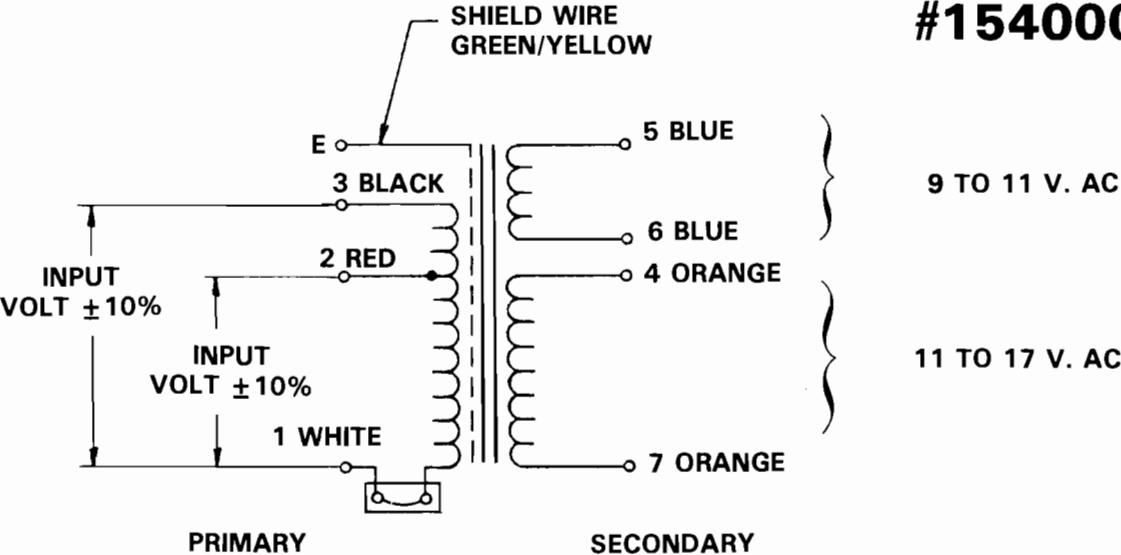 SHIELD WIRE
GREEN/YELLOW
#154000
E
5 BLUE
3 BLACK
9 TO 11 V. AC
6 BLUE
2 RED
4 ORANGE
INPUT
VOLT ±10%
INPUT
VOLT ±10%
11 TO 17 V. AC
1 WHITE
7 ORANGE
PRIMARY
SECONDARY